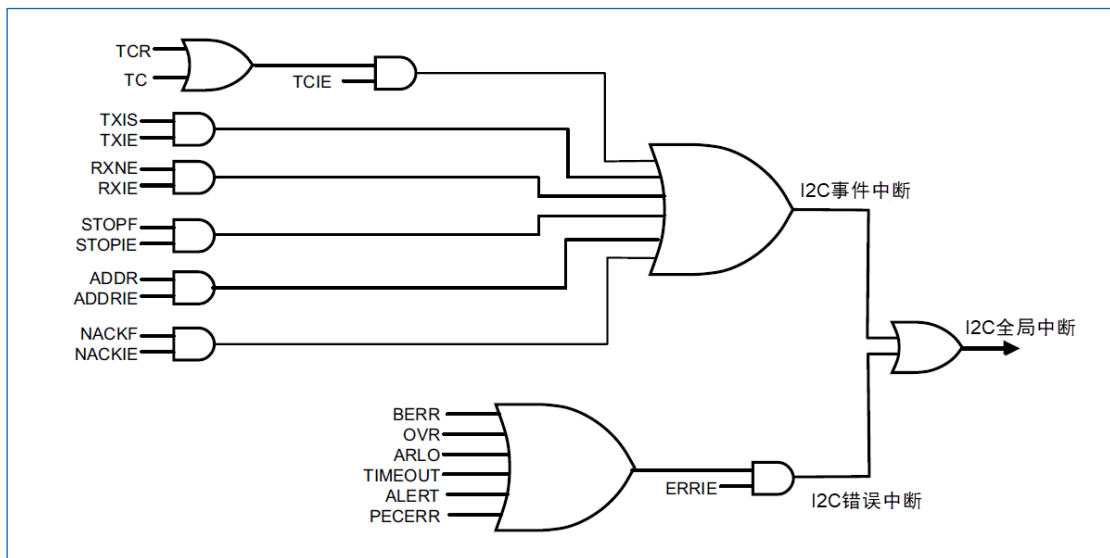 TCR
TC
TCIE
TXIS
TXIE
RXNE
RXIE
STOPF
STOPIE
ADDR
ADDRIE
NACKF
NACKIE
I2C事件中断
I2C全局中断
BERR
OVR
ARLO
TIMEOUT
ALERT
PECERR
ERRIE
I2C错误中断